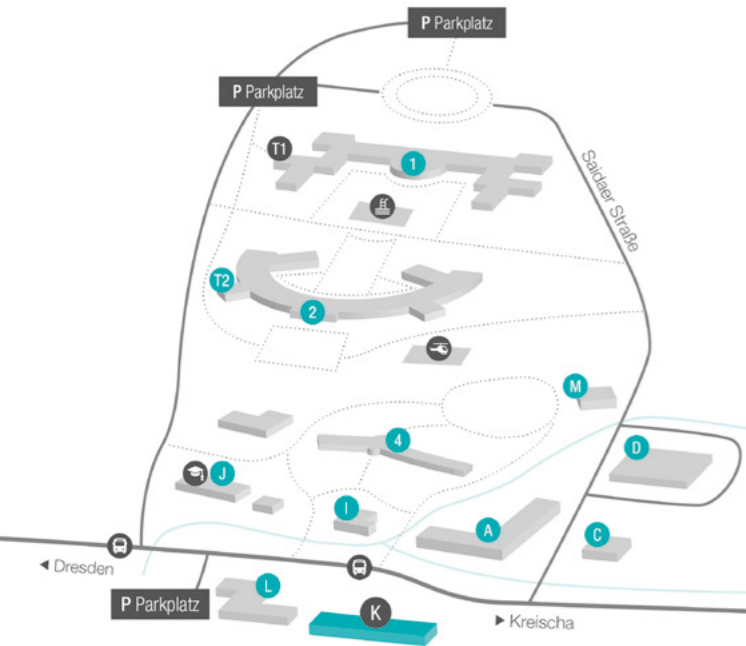 P Parkplatz
P Parkplatz
T1
1
Saidaer Straße
T2
2
M
4
D
J
I
A
C
Dresden
L
P Parkplatz
K
Kreischa